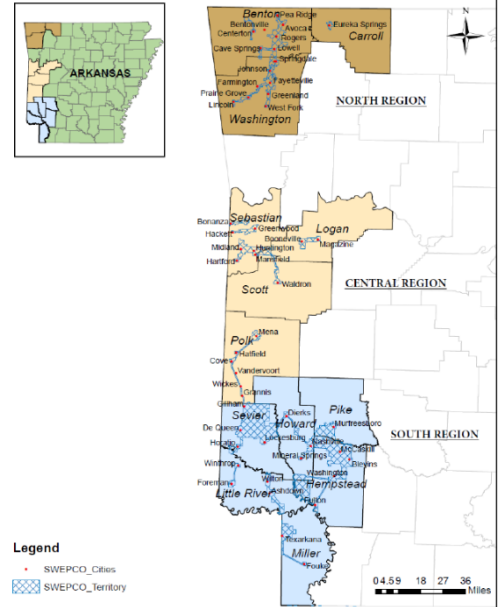 ARKANSAS
N
Benton
Pea Ridge
Bentonville
Centerton
Avoca
Rogers
Cave Springs
Lowell
Springdale
Eureka Springs
Carroll
Johnson
Farmington
Fayetteville
Prairie Grove
Greenland
Lincoln
West Fork
Washington
NORTH REGION
Sebastian
Bonanza
Greenwood
Hackett
Logan
Booneville
Magazine
Midland
Huntington
Mansfield
Hartford
Scott
Waldron
CENTRAL REGION
Mena
Polk
Hatfield
Cove
Vandervoort
Wickes
Grannis
Gillham
Sevier
Dierks
Pike
Howard
Murfreesboro
De Queen
Lockesburg
Nashville
McCaskill
SOUTH REGION
Horatio
Mineral Springs
Blevins
Winthrop
Washington
Wilton
Hempstead
Foreman
Ashdown
Little River
Fulton
Texarkana
Miller
Fouke
Legend
SWEPCO_Cities
SWEPCO_Territory
0 4.5 9 18 27 36
Miles